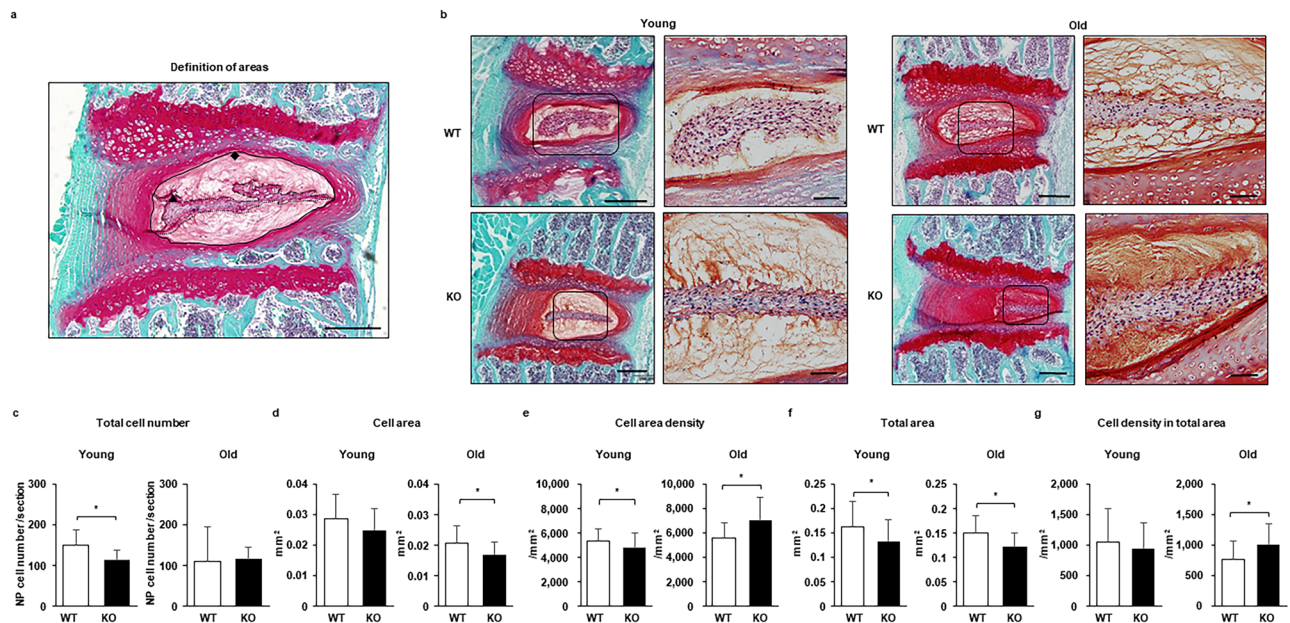 a
b
Young
Old
Definition of areas
WT
WT
KO
KO
c
Total cell number
d
Cell area
e
Cell area density
f
Total area
g
Cell density in total area
Young
Old
Young
Old
Young
Old
Young
Old
Young
Old
NP cell number/section
300
200
100
0
*
WT KO
NP cell number/section
300
200
100
0
WT KO
mm²
0.04
0.03
0.02
0.01
0
WT KO
mm²
0.04
0.03
0.02
0.01
0
*
WT KO
/mm²
10,000
8,000
6,000
4,000
2,000
0
*
WT KO
/mm²
10,000
8,000
6,000
4,000
2,000
0
*
WT KO
mm²
0.25
0.2
0.15
0.1
0.05
0
*
WT KO
mm²
0.25
0.2
0.15
0.1
0.05
0
*
WT KO
/mm²
2,000
1,500
1,000
500
0
WT KO
/mm²
2,000
1,500
1,000
500
0
*
WT KO